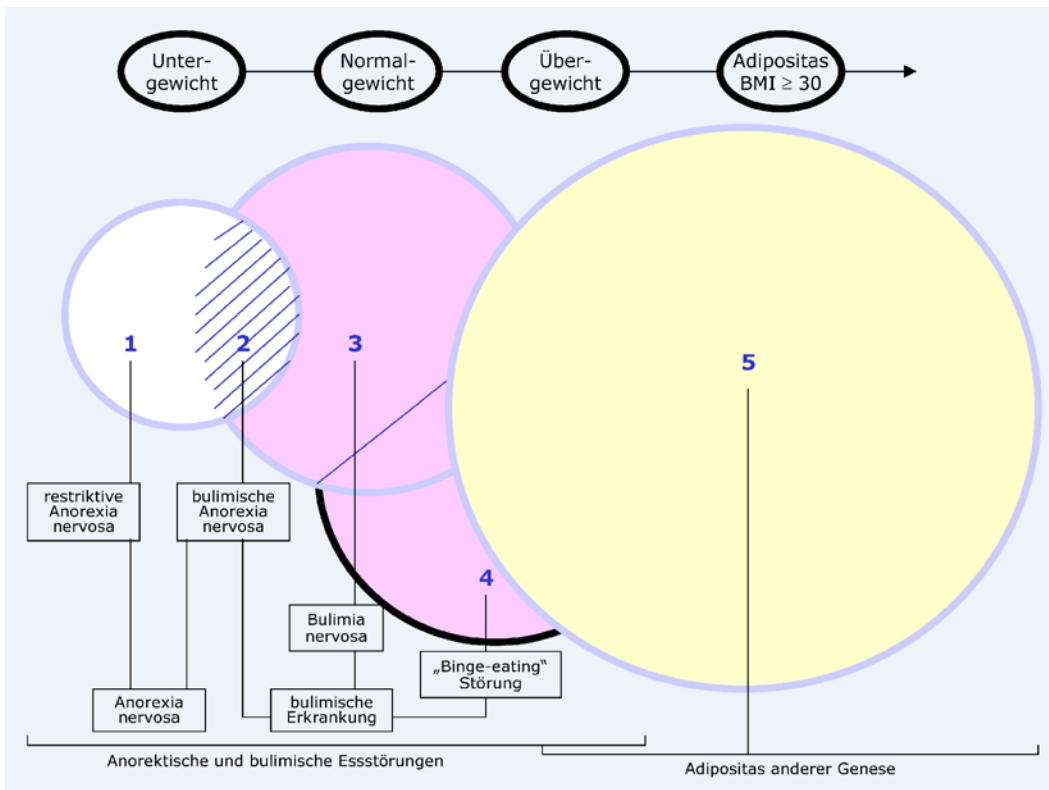 Unter-
gewicht
Normal-
gewicht
Über-
gewicht
Adipositas
BMI ≥ 30
1
2
3
5
restriktive
Anorexia
nervosa
bulimische
Anorexia
nervosa
4
Bulimia
nervosa
„Binge-eating“
Störung
Anorexia
nervosa
bulimische
Erkrankung
Anorektische und bulimische Essstörungen
Adipositas anderer Genese